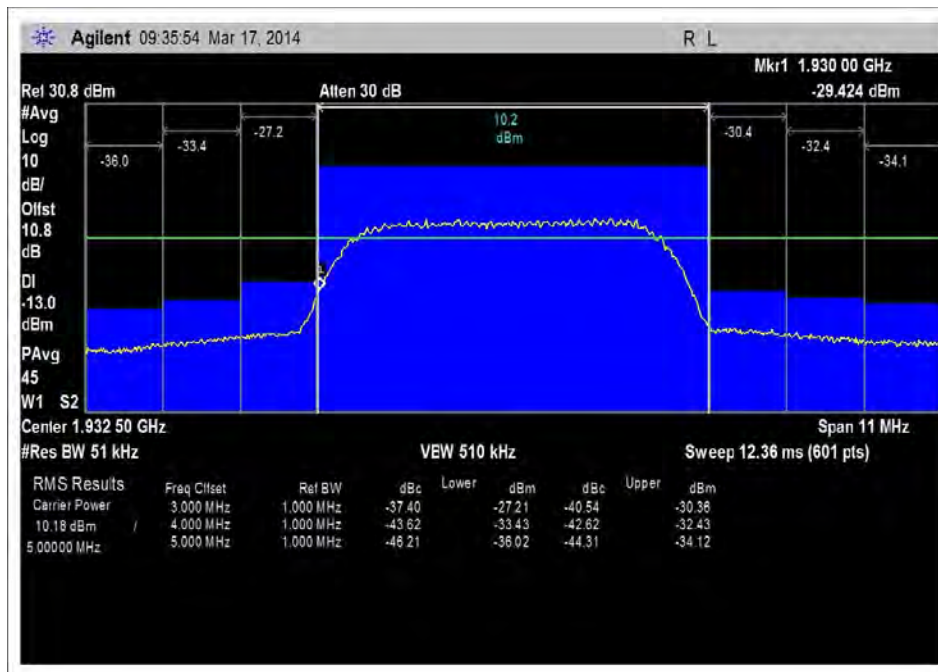 Agilent 09:35:54 Mar 17, 2014 R L
Mkr1 1.930 00 GHz
Ref 30.8 dBm Atten 30 dB -29.424 dBm
#Avg
Log
10
dB/
Offst
10.8
dB
DI
-13.0
dBm
PAvg
45
W1 S2
-36.0 -33.4 -27.2 10.2 dBm -30.4 -32.4 -34.1
1
Center 1.932 50 GHz Span 11 MHz
#Res BW 51 kHz VBW 510 kHz Sweep 12.36 ms (601 pts)
RMS Results Freq Offset Ref BW dBc Lower dBm dBc Upper dBm
Carrier Power 3.000 MHz 1.000 MHz -37.40 -27.21 -40.54 -30.36
10.18 dBm / 4.000 MHz 1.000 MHz -43.62 -33.43 -42.62 -32.43
5.00000 MHz 5.000 MHz 1.000 MHz -46.21 -36.02 -44.31 -34.12